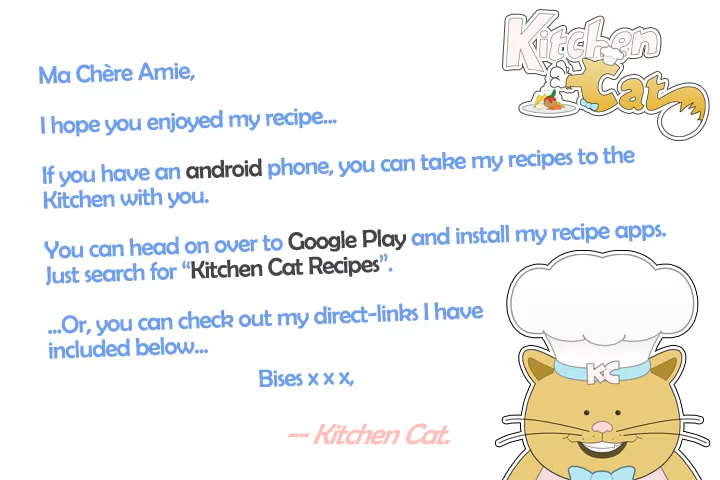 Kitchen
Cat
Ma Chère Amie,
I hope you enjoyed my recipe...
If you have an android phone, you can take my recipes to the
Kitchen with you.
You can head on over to Google Play and install my recipe apps.
Just search for “Kitchen Cat Recipes”.
...Or, you can check out my direct-links I have
included below...
Bises x x x,
-- Kitchen Cat.
KC